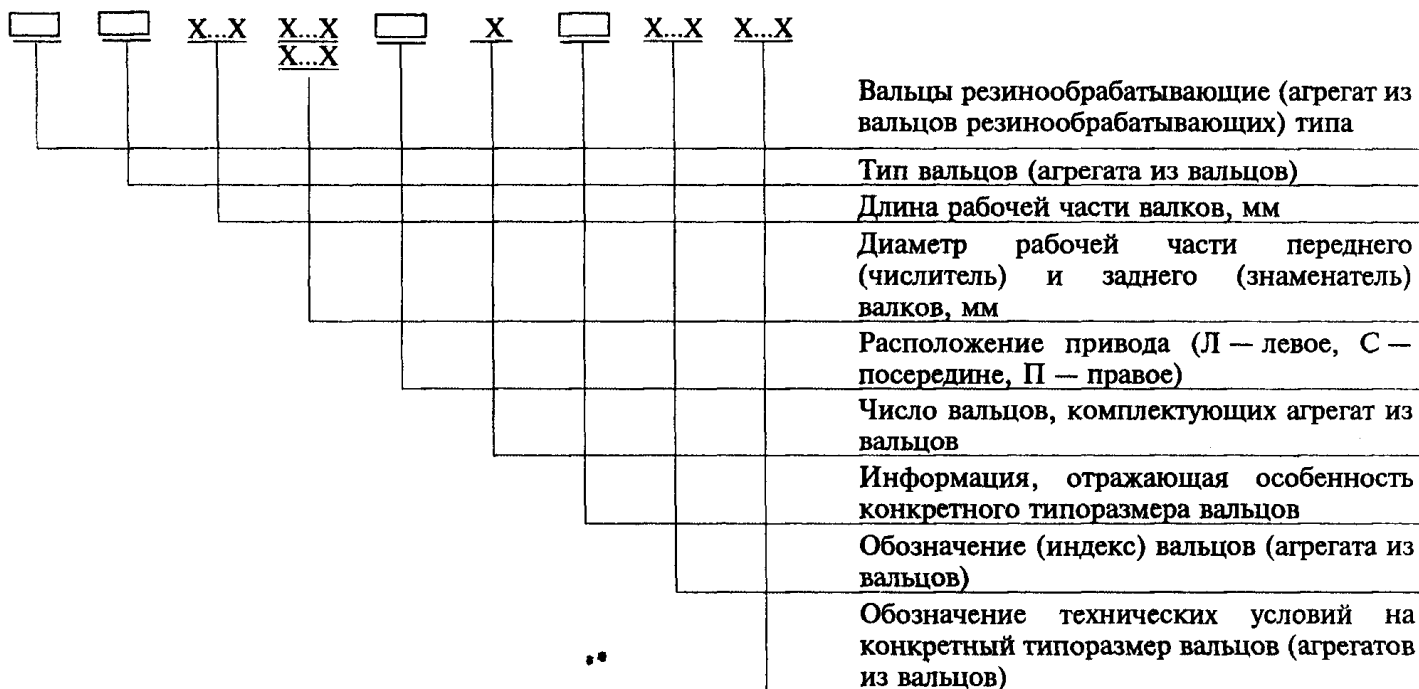 Х...Х Х...Х Х Х...Х Х...Х
Х...Х
Вальцы резинообрабатывающие (агрегат из
вальцов резинообрабатывающих) типа
Тип вальцов (агрегата из вальцов)
Длина рабочей части валков, мм
Диаметр рабочей части переднего
(числитель) и заднего (знаменатель)
валков, мм
Расположение привода (Л — левое, С —
посередине, П — правое)
Число вальцов, комплектующих агрегат из
вальцов
Информация, отражающая особенность
конкретного типоразмера вальцов
Обозначение (индекс) вальцов (агрегата из
вальцов)
Обозначение технических условий на
конкретный типоразмер вальцов (агрегатов
из вальцов)